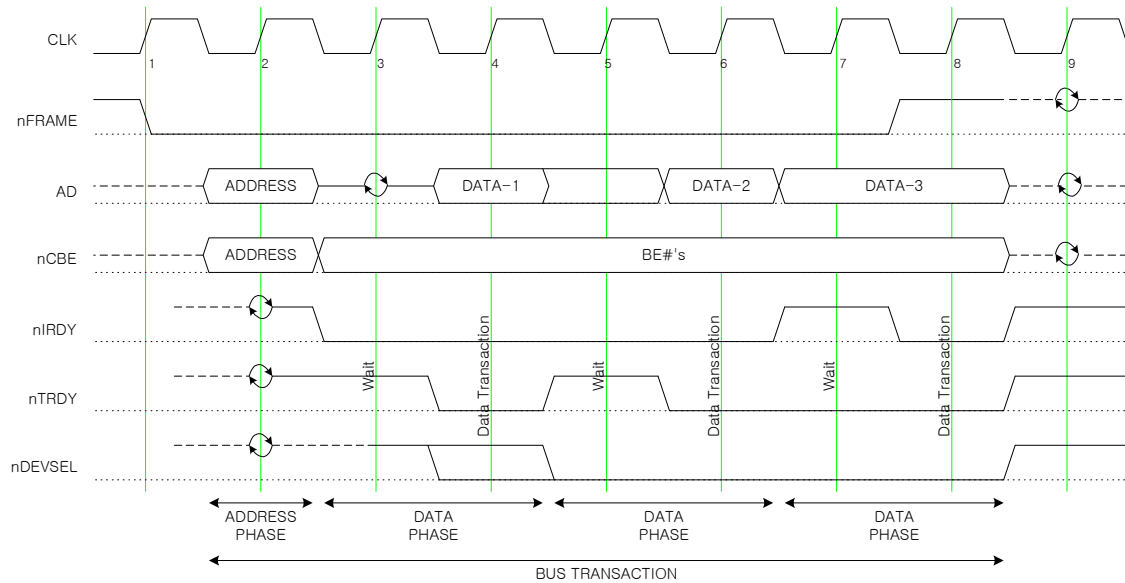 CLK
1 2 3 4 5 6 7 8 9
nFRAME
AD
ADDRESS DATA-1 DATA-2 DATA-3
nCBE
ADDRESS BE#'s
nIRDY
nTRDY
Wait
Data Transaction
Wait
Data Transaction
Wait
Data Transaction
nDEVSEL
ADDRESS
PHASE
DATA
PHASE
DATA
PHASE
DATA
PHASE
BUS TRANSACTION